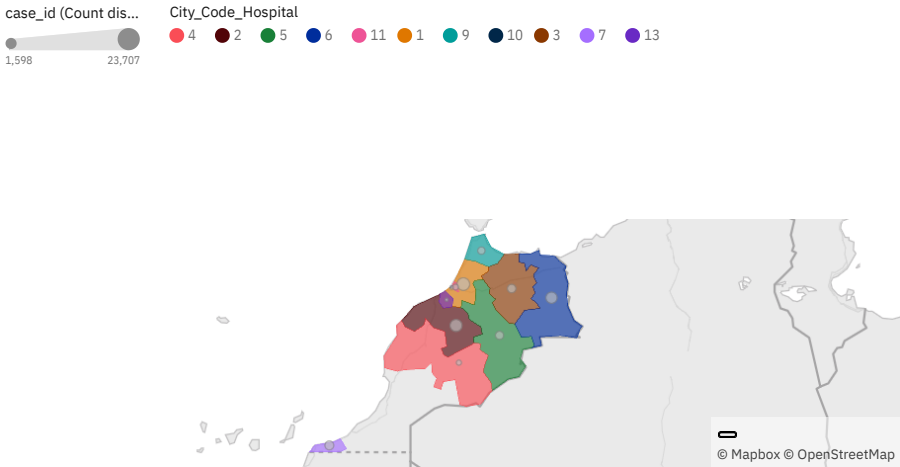 case_id (Count dis...
1,598 23,707
City_Code_Hospital
4 2 5 6 11 1 9 10 3 7 13
© Mapbox © OpenStreetMap